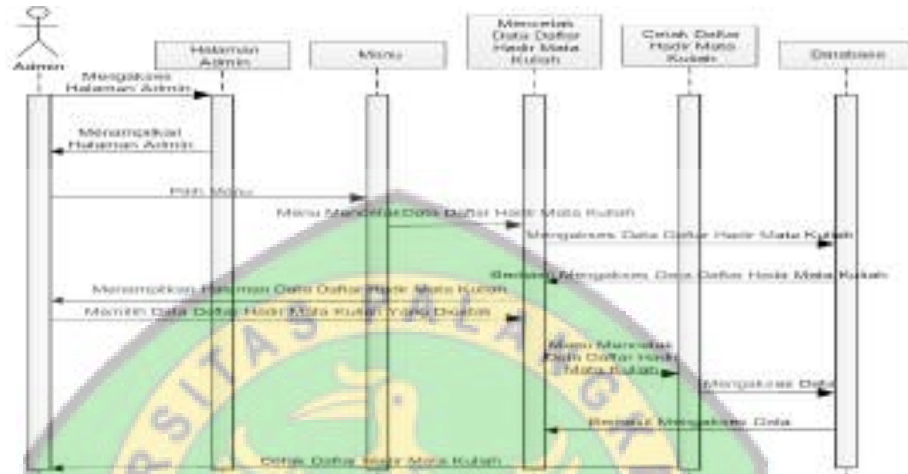 Admin
Halaman
Admin
Menu
Mencetak
Data Daftar
Hadir Mata
Kuliah
Cetak Daftar
Hadir Mata
Kuliah
Database
Mengakses
Halaman Admin
Menampilkan
Halaman Admin
Pilih Menu
Menu Mencetak Data Daftar Hadir Mata Kuliah
Mengakses Data Daftar Hadir Mata Kuliah
Berhasil Mengakses Data Daftar Hadir Mata Kuliah
Menampilkan Halaman Data Daftar Hadir Mata Kuliah
Memilih Data Daftar Hadir Mata Kuliah Yang Dicetak
Menu Mencetak
Data Daftar Hadir
Mata Kuliah
Mengakses Data
Berhasil Mengakses Data
Cetak Daftar Hadir Mata Kuliah
ERSITAS PALANGK